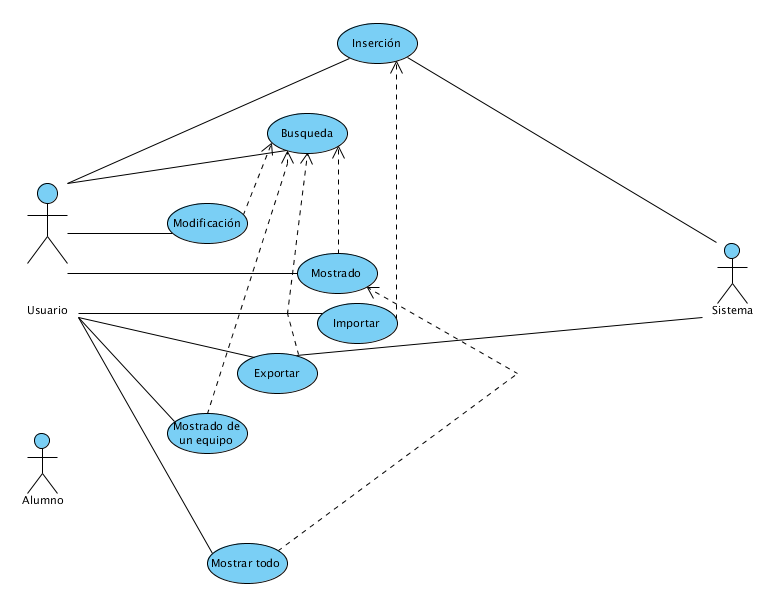 Inserción
Busqueda
Modificación
Mostrado
Usuario
Sistema
Importar
Exportar
Mostrado de
un equipo
Alumno
Mostrar todo